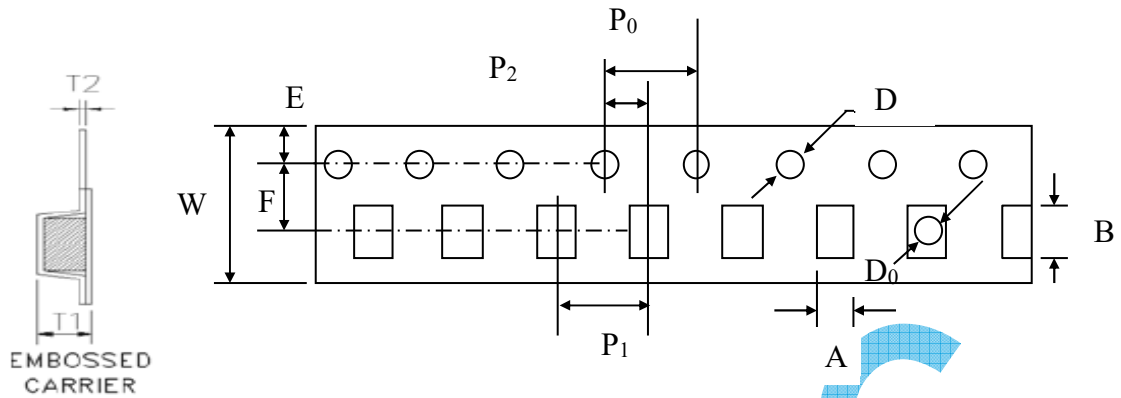 T2
E
P₂
P₀
D
W
F
B
D₀
T1
P₁
A
EMBOSSED
CARRIER